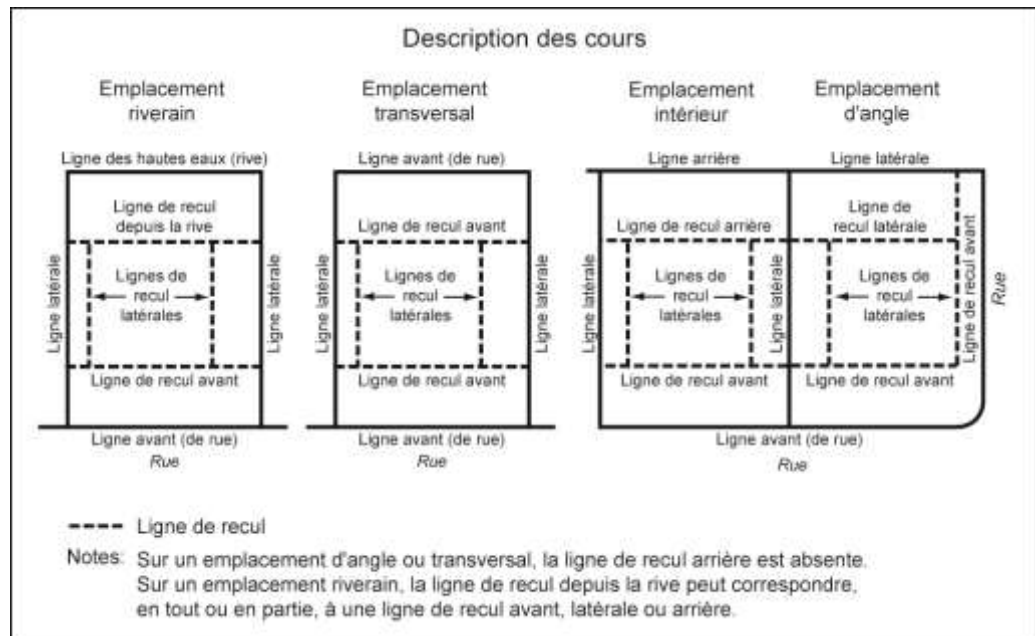 Description des cours
Emplacement
riverain
Ligne des hautes eaux (rive)
Ligne de recul
depuis la rive
Ligne latérale
Lignes de
recul
latérales
Ligne latérale
Ligne de recul avant
Ligne avant (de rue)
Rue
Emplacement
transversal
Ligne avant (de rue)
Ligne de recul avant
Ligne latérale
Lignes de
recul
latérales
Ligne latérale
Ligne de recul avant
Ligne avant (de rue)
Rue
Emplacement
intérieur
Ligne arrière
Ligne de recul arrière
Ligne latérale
Lignes de
recul
latérales
Ligne latérale
Ligne de recul avant
Emplacement
d'angle
Ligne latérale
Ligne de
recul latérale
Lignes de
recul
latérales
Ligne de recul avant
Rue
Ligne de recul avant
Ligne avant (de rue)
Rue
Ligne de recul
Notes: Sur un emplacement d'angle ou transversal, la ligne de recul arrière est absente.
Sur un emplacement riverain, la ligne de recul depuis la rive peut correspondre,
en tout ou en partie, à une ligne de recul avant, latérale ou arrière.